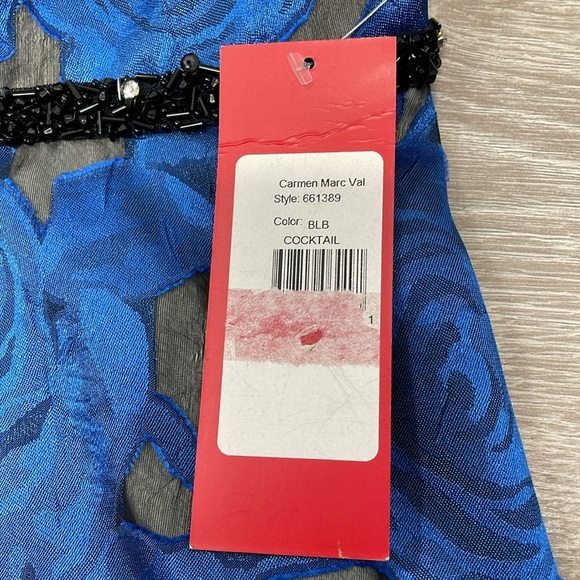 Carmen Marc Val
Style: 661389
Color: BLB
COCKTAIL
1